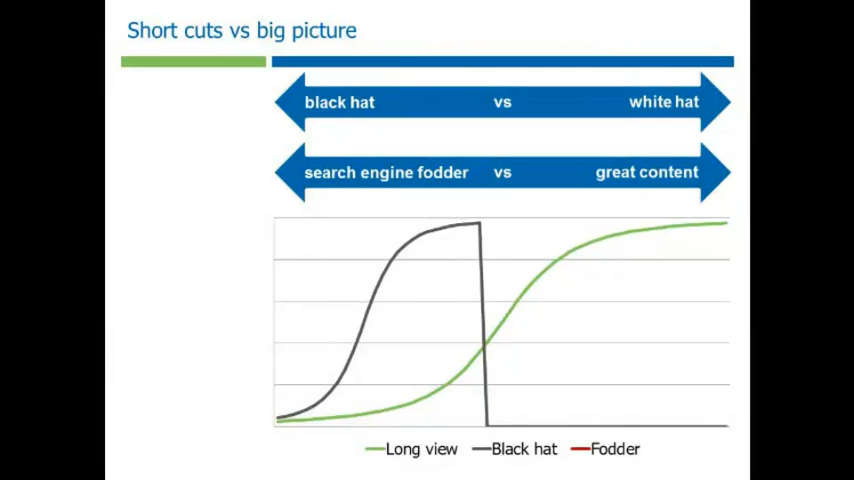 Short cuts vs big picture
black hat vs white hat
search engine fodder vs great content
Long view Black hat Fodder